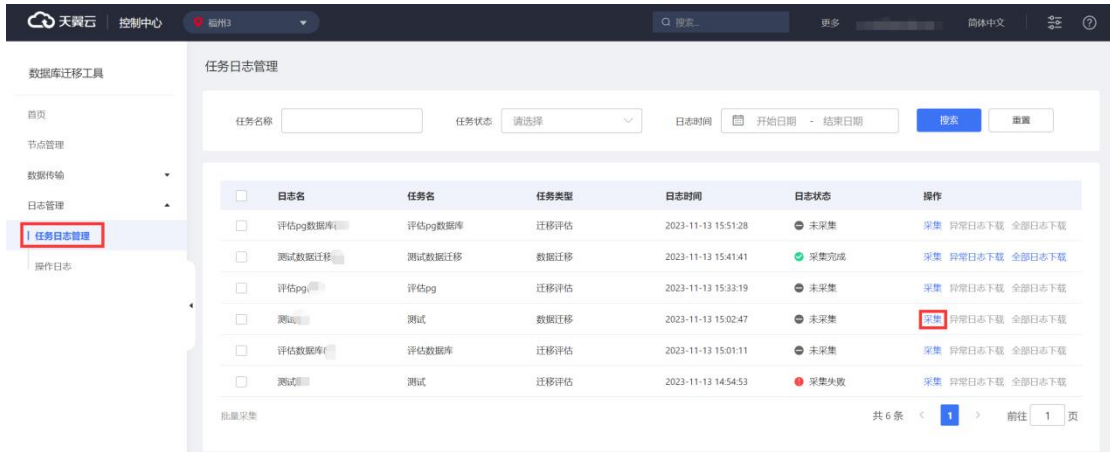 天翼云 控制中心 福州3 搜索... 更多 简体中文
数据库迁移工具
首页
节点管理
数据传输
日志管理
任务日志管理
操作日志
任务日志管理
任务名称 任务状态 请选择 日志时间 开始日期 - 结束日期 搜索 重置
日志名 任务名 任务类型 日志时间 日志状态 操作
评估pg数据库( 评估pg数据库 迁移评估 2023-11-13 15:51:28 未采集 采集 异常日志下载 全部日志下载
测试数据迁移 测试数据迁移 数据迁移 2023-11-13 15:41:41 采集完成 采集 异常日志下载 全部日志下载
评估pg( 评估pg 迁移评估 2023-11-13 15:33:19 未采集 采集 异常日志下载 全部日志下载
测试 测试 数据迁移 2023-11-13 15:02:47 未采集 采集 异常日志下载 全部日志下载
评估数据库( 评估数据库 迁移评估 2023-11-13 15:01:11 未采集 采集 异常日志下载 全部日志下载
测试 测试 迁移评估 2023-11-13 14:54:53 采集失败 采集 异常日志下载 全部日志下载
批量采集 共 6 条 < 1 > 前往 1 页